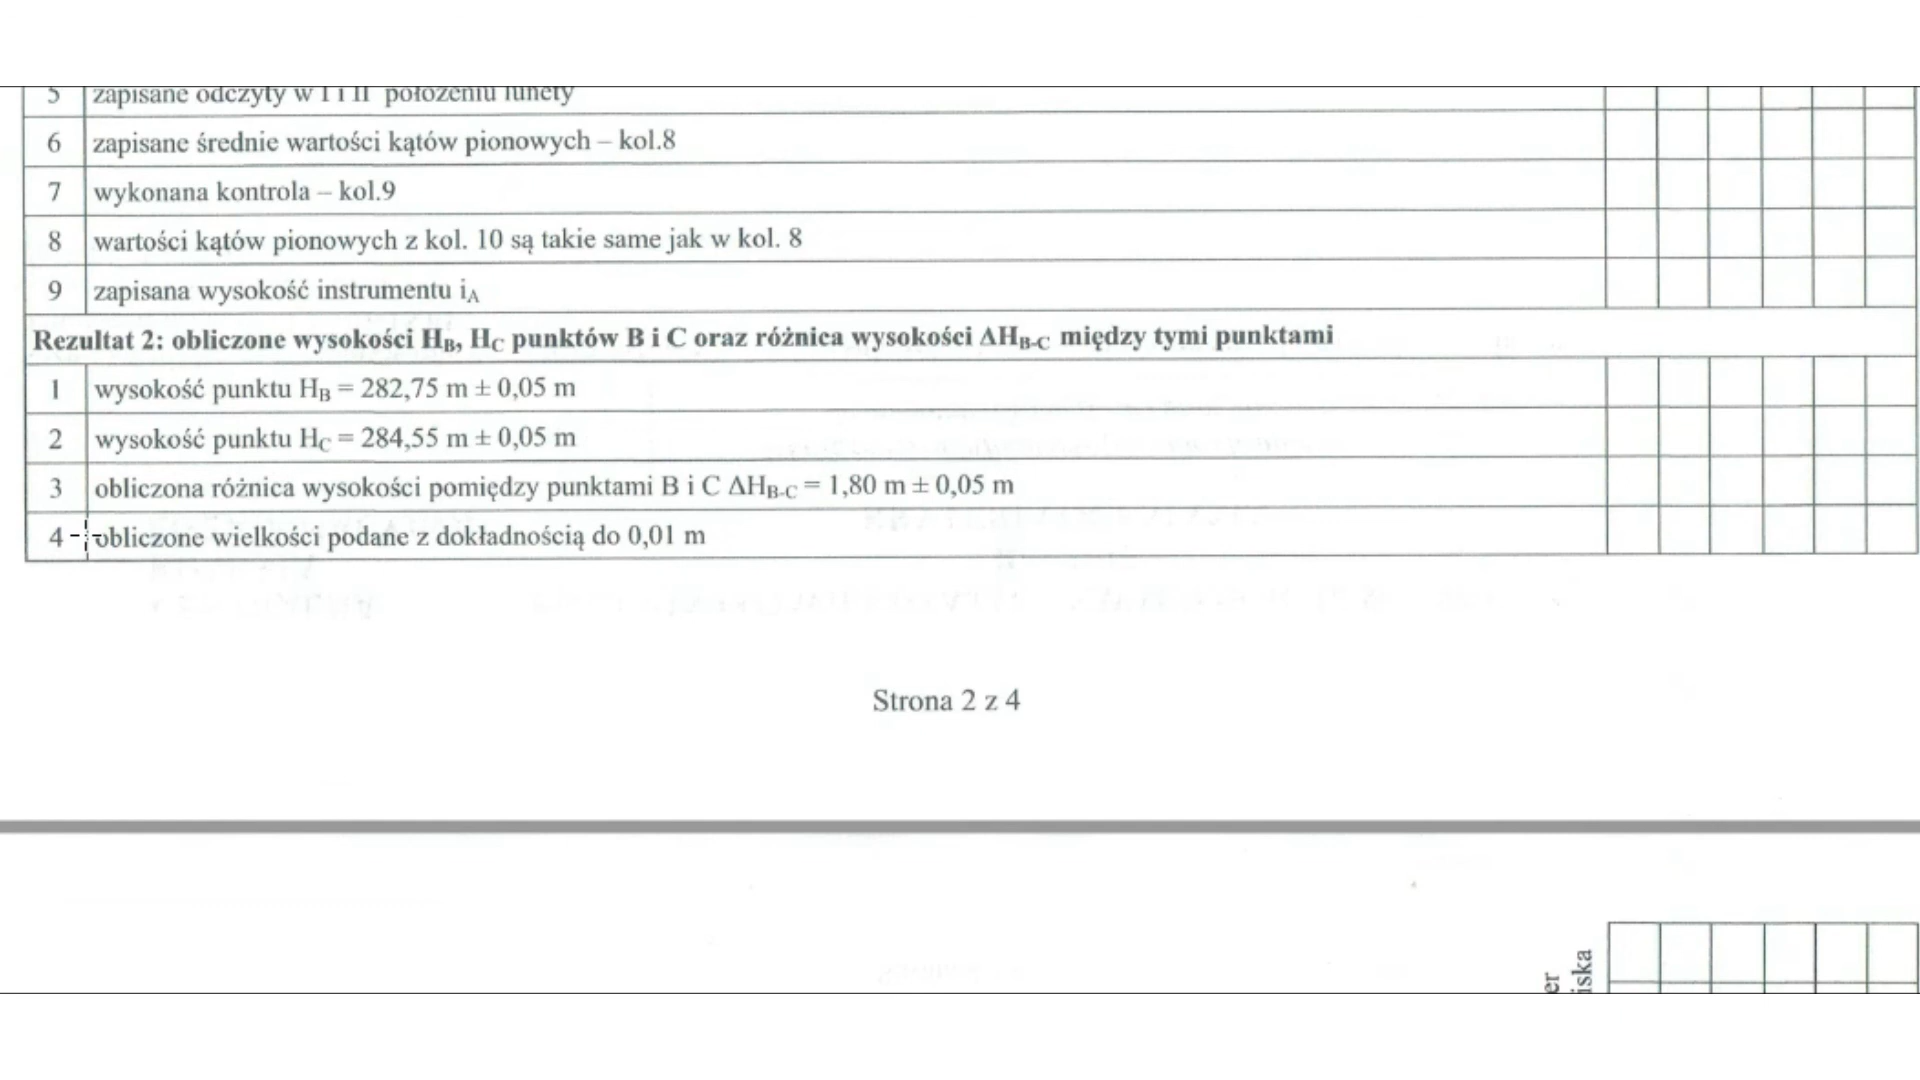 5 zapisane odczyty w I i II położeniu lunety
6 zapisane średnie wartości kątów pionowych – kol.8
7 wykonana kontrola – kol.9
8 wartości kątów pionowych z kol. 10 są takie same jak w kol. 8
9 zapisana wysokość instrumentu iA
Rezultat 2: obliczone wysokości HB, HC punktów B i C oraz różnica wysokości ΔHB-C między tymi punktami
1 wysokość punktu HB = 282,75 m ± 0,05 m
2 wysokość punktu HC = 284,55 m ± 0,05 m
3 obliczona różnica wysokości pomiędzy punktami B i C ΔHB-C = 1,80 m ± 0,05 m
4 obliczone wielkości podane z dokładnością do 0,01 m
Strona 2 z 4
er
iska